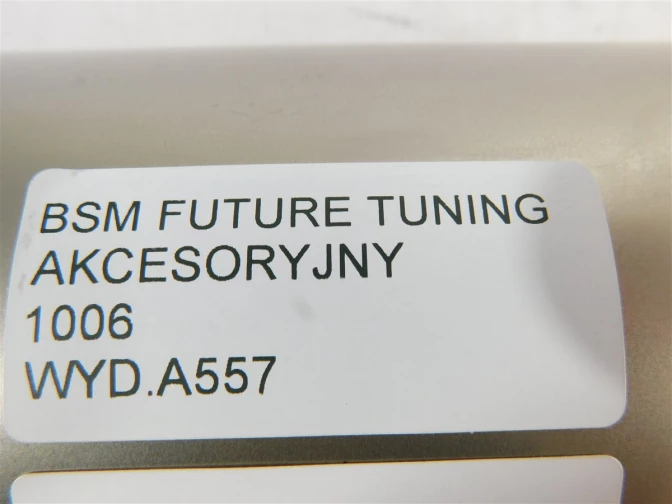 BSM FUTURE TUNING
AKCESORYJNY
1006
WYD.A557